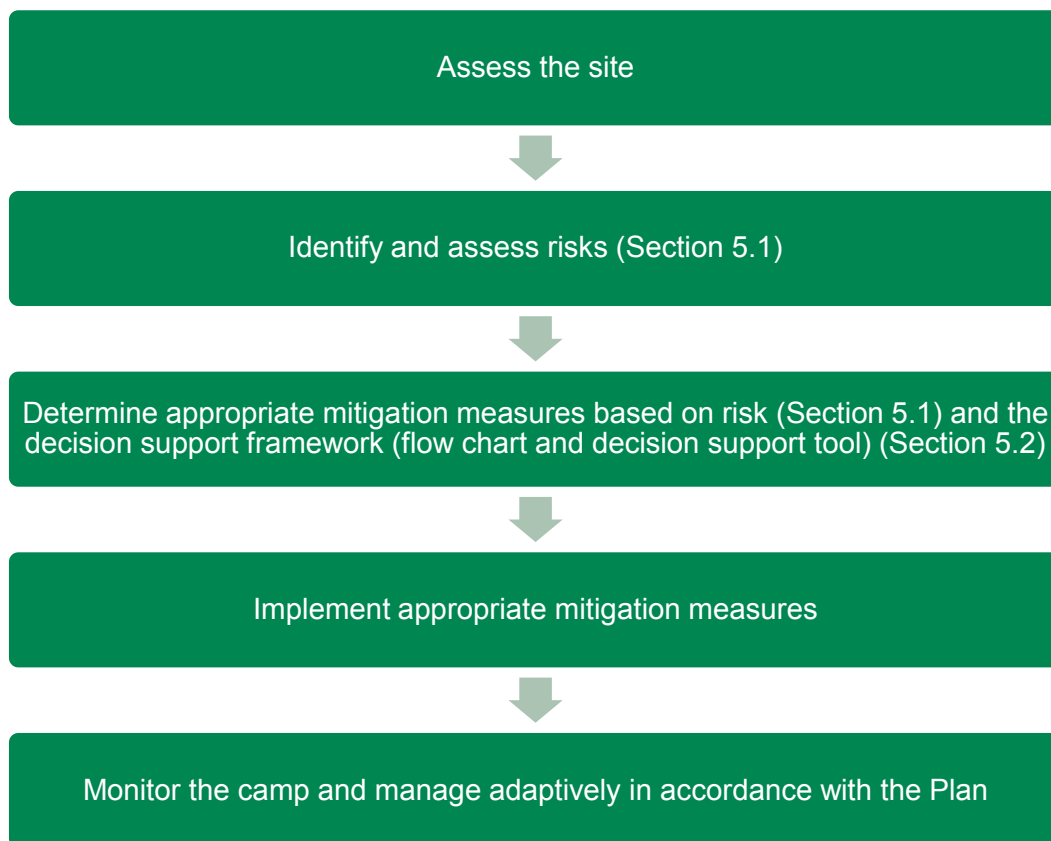 Assess the site
Identify and assess risks (Section 5.1)
Determine appropriate mitigation measures based on risk (Section 5.1) and the
decision support framework (flow chart and decision support tool) (Section 5.2)
Implement appropriate mitigation measures
Monitor the camp and manage adaptively in accordance with the Plan